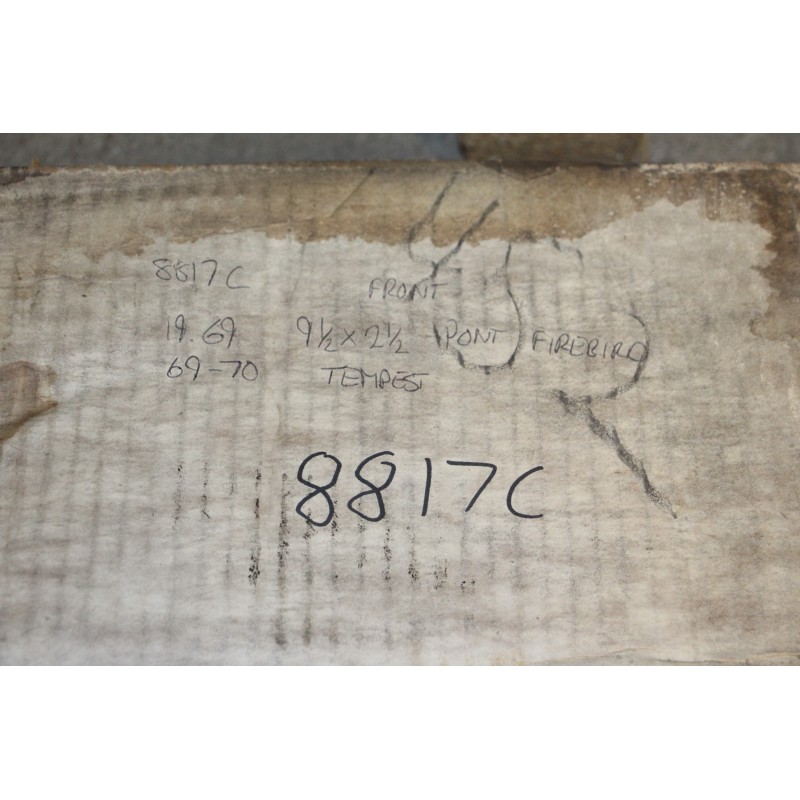 8817C FRONT
19.69 9½ x 2½ PONT FIREBIRD
69-70 TEMPEST
8817C